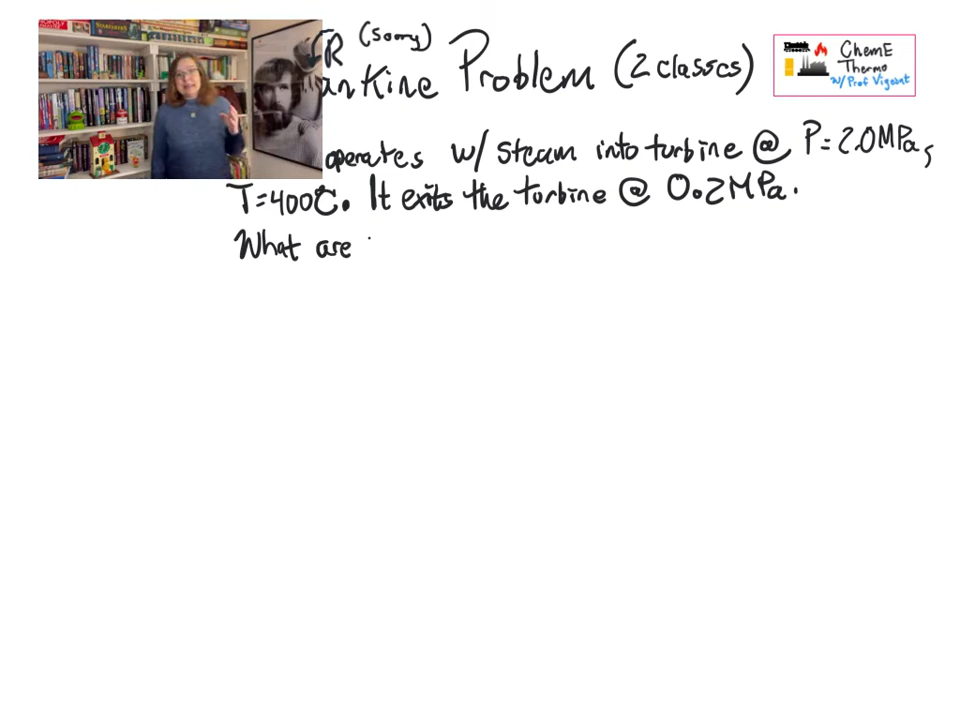 R (sorry)
ankine Problem (2 classes)
ChemE
Thermo
w/ Prof Vigeant
operates w/ steam into turbine @ P=2.0MPa,
T=400°C. It exits the turbine @ 0.2MPa.
What are